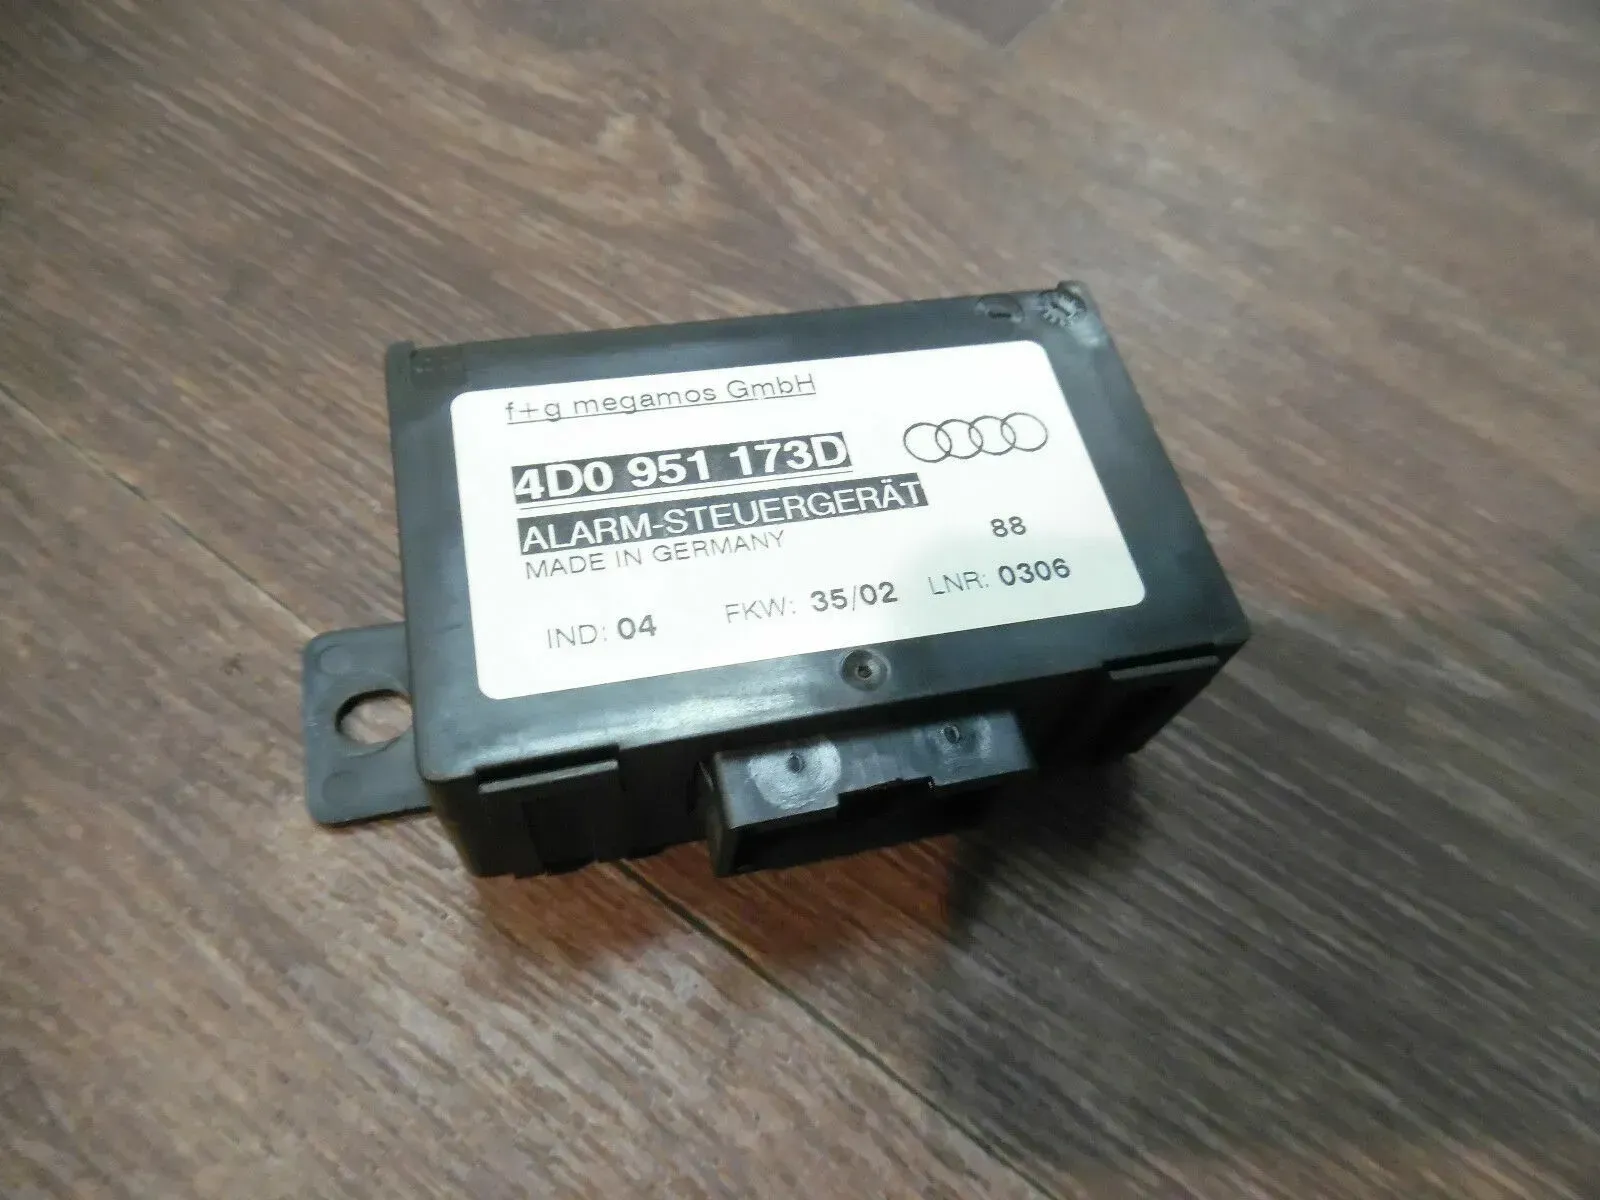 f+g megamos GmbH
4D0 951 173D
ALARM-STEUERGERÄT
MADE IN GERMANY
88
IND: 04 FKW: 35/02 LNR: 0306